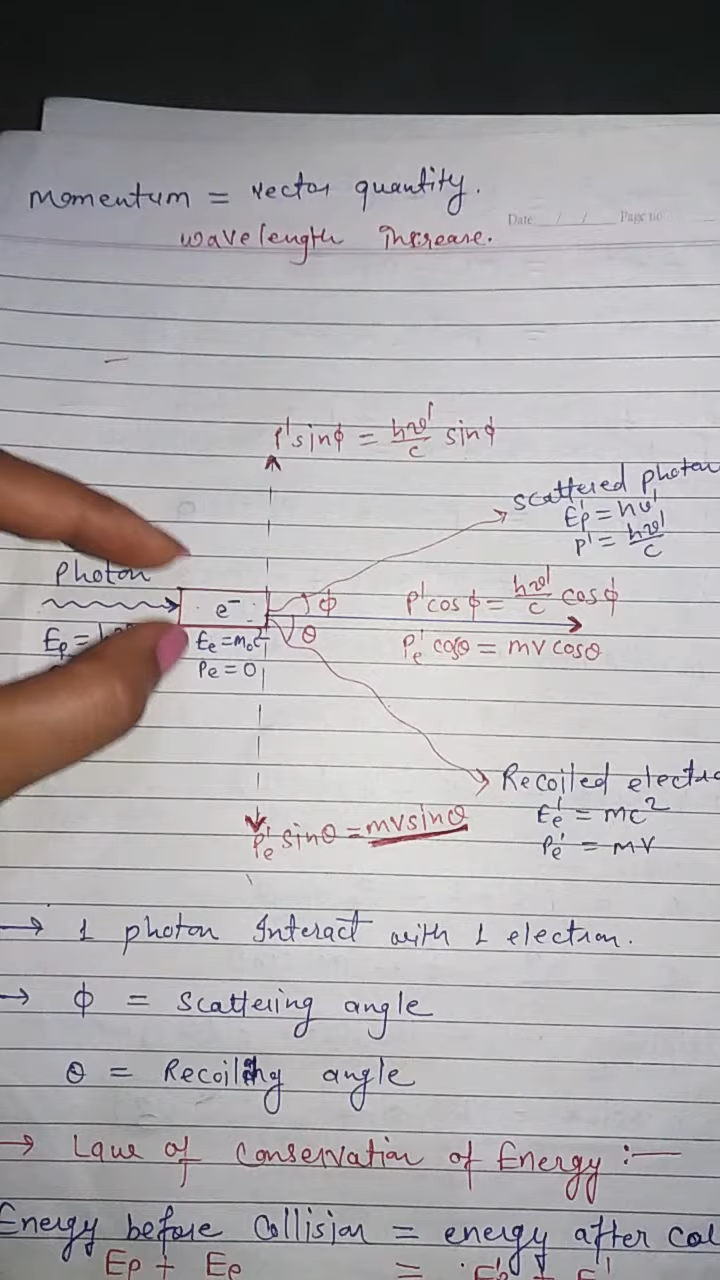 Momentum = Vector quantity.
Date / / Page no
wavelength increase.
P' sinϕ = hν'/c sinϕ
scattered photon
Ep' = hν'
P' = hν'/c
Photon
e⁻
ϕ
P' cosϕ = hν'/c cosϕ
Ep =
Ee = m₀c²
θ
Pe' cosθ = mv cosθ
Pe = 0
Recoiled electro
Ee' = mc²
Pe' sinθ = mvsinθ
Pe' = mv
→ 1 photon Interact with 1 electron.
→ ϕ = Scattering angle
θ = Recoiling angle
→ Law of Conservation of Energy :—
Energy before Collision = energy after col
Ep + Ee =